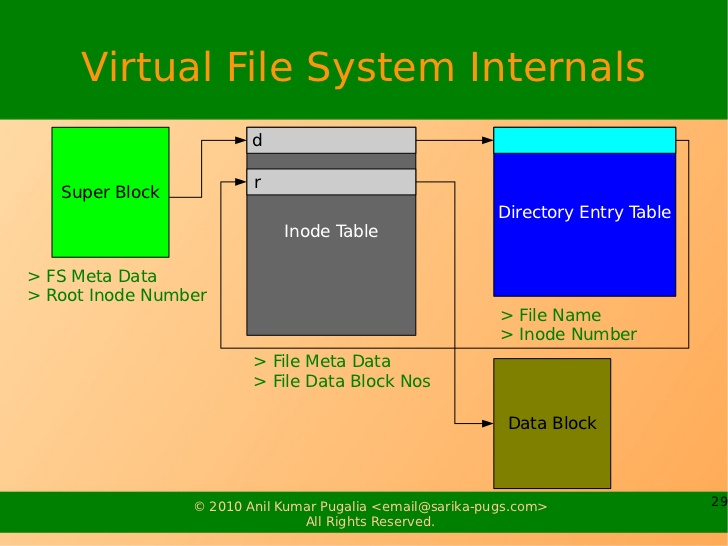 Virtual File System Internals
d
Super Block
r
Inode Table
Directory Entry Table
> FS Meta Data
> Root Inode Number
> File Name
> Inode Number
> File Meta Data
> File Data Block Nos
Data Block
© 2010 Anil Kumar Pugalia <email@sarika-pugs.com>
All Rights Reserved.
29